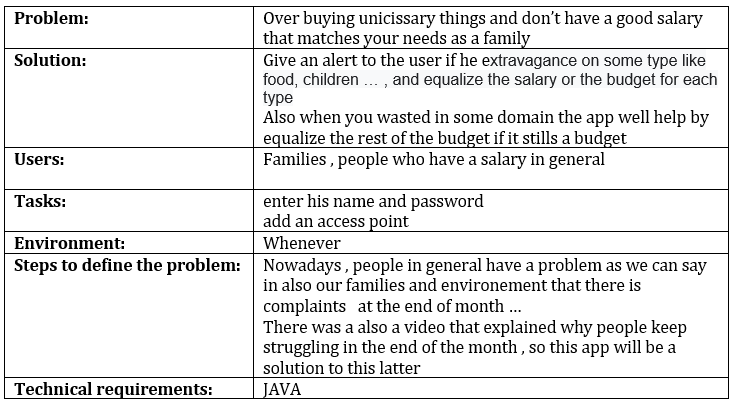 Problem: Over buying unicissary things and don't have a good salary
that matches your needs as a family
Solution: Give an alert to the user if he extravagance on some type like
food, children … , and equalize the salary or the budget for each
type
Also when you wasted in some domain the app well help by
equalize the rest of the budget if it stills a budget
Users: Families , people who have a salary in general
Tasks: enter his name and password
add an access point
Environment: Whenever
Steps to define the problem: Nowadays , people in general have a problem as we can say
in also our families and environement that there is
complaints at the end of month …
There was a also a video that explained why people keep
struggling in the end of the month , so this app will be a
solution to this latter
Technical requirements: JAVA